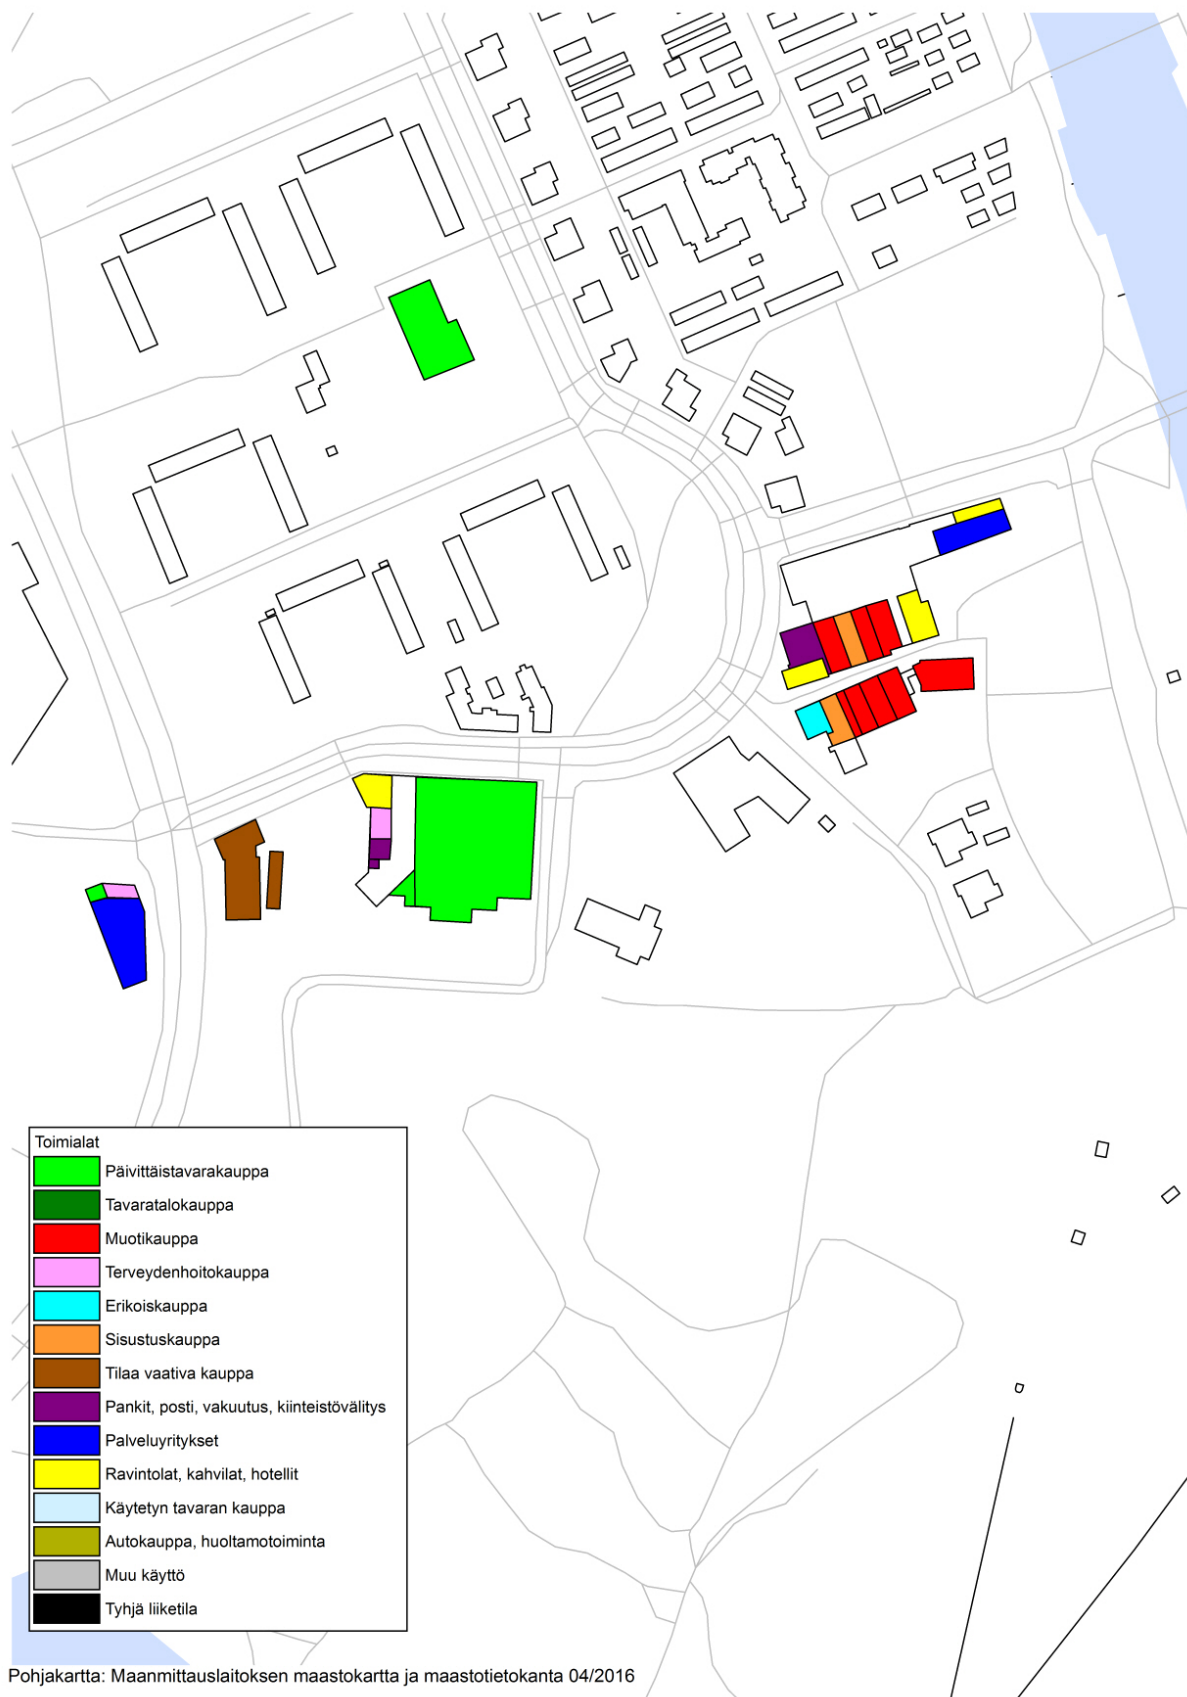 Toimialat
Päivittäistavarakauppa
Tavaratalokauppa
Muotikauppa
Terveydenhoitokauppa
Erikoiskauppa
Sisustuskauppa
Tilaa vaativa kauppa
Pankit, posti, vakuutus, kiinteistövälitys
Palveluyritykset
Ravintolat, kahvilat, hotellit
Käytetyn tavaran kauppa
Autokauppa, huoltamotoiminta
Muu käyttö
Tyhjä liiketila
Pohjakartta: Maanmittauslaitoksen maastokartta ja maastotietokanta 04/2016